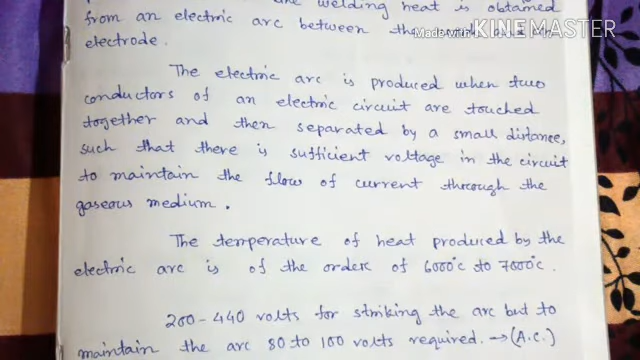 the welding heat is obtained
from an electric arc between the work and an
electrode.
The electric arc is produced when two
conductors of an electric circuit are touched
together and then separated by a small distance,
such that there is sufficient voltage in the circuit
to maintain the flow of current through the
gaseous medium.
The temperature of heat produced by the
electric arc is of the order of 6000°c to 7000°c.
200-440 volts for striking the arc but to
maintain the arc 80 to 100 volts required. → (A.C.)
Made with KINEMASTER